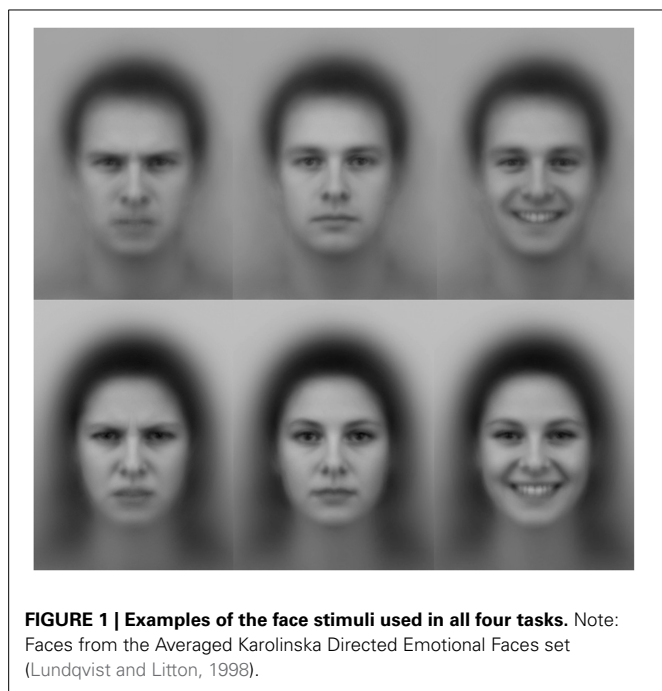 FIGURE 1 | Examples of the face stimuli used in all four tasks. Note:
Faces from the Averaged Karolinska Directed Emotional Faces set
(Lundqvist and Litton, 1998).